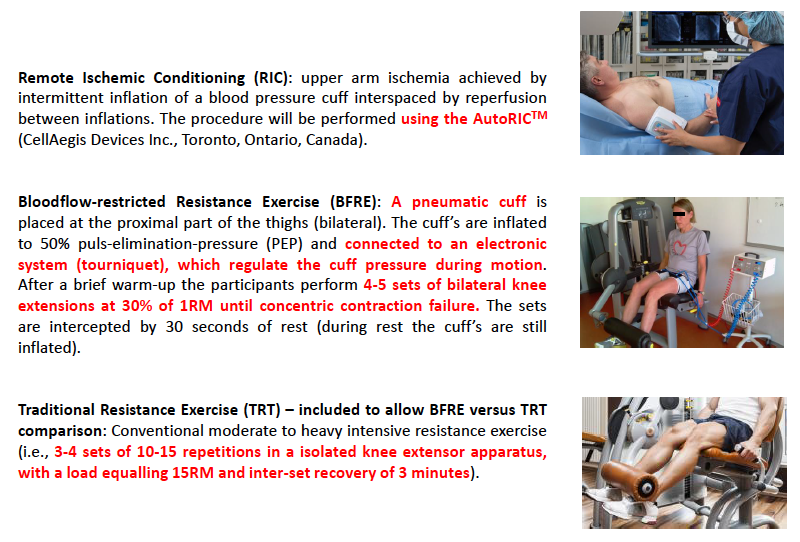 Remote Ischemic Conditioning (RIC): upper arm ischemia achieved by
intermittent inflation of a blood pressure cuff interspaced by reperfusion
between inflations. The procedure will be performed using the AutoRIC™
(CellAegis Devices Inc., Toronto, Ontario, Canada).
Bloodflow-restricted Resistance Exercise (BFRE): A pneumatic cuff is
placed at the proximal part of the thighs (bilateral). The cuff’s are inflated
to 50% puls-elimination-pressure (PEP) and connected to an electronic
system (tourniquet), which regulate the cuff pressure during motion.
After a brief warm-up the participants perform 4-5 sets of bilateral knee
extensions at 30% of 1RM until concentric contraction failure. The sets
are intercepted by 30 seconds of rest (during rest the cuff’s are still
inflated).
Traditional Resistance Exercise (TRT) – included to allow BFRE versus TRT
comparison: Conventional moderate to heavy intensive resistance exercise
(i.e., 3-4 sets of 10-15 repetitions in a isolated knee extensor apparatus,
with a load equalling 15RM and inter-set recovery of 3 minutes).